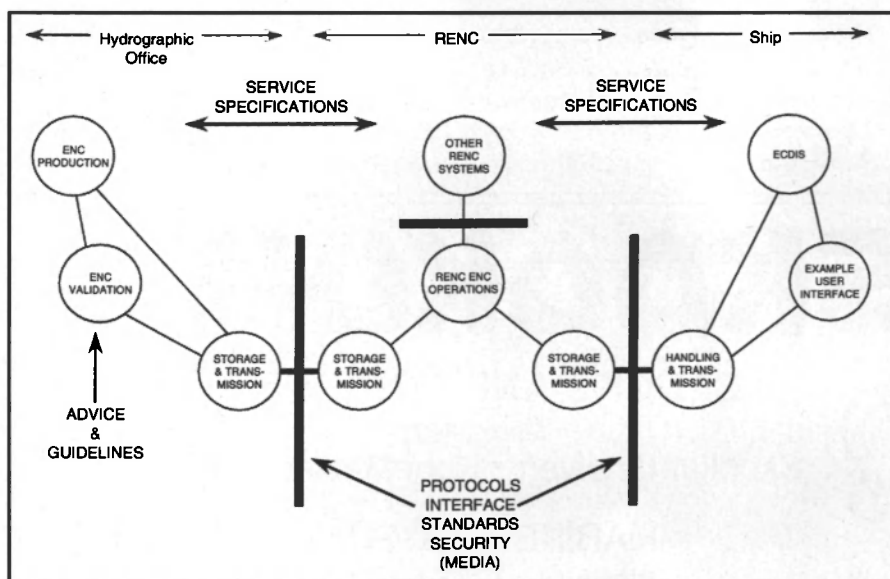 Hydrographic
Office
RENC
Ship
SERVICE
SPECIFICATIONS
SERVICE
SPECIFICATIONS
ENC
PRODUCTION
OTHER
RENC
SYSTEMS
ECDIS
ENC
VALIDATION
RENC ENC
OPERATIONS
EXAMPLE
USER
INTERFACE
STORAGE
& TRANS-
MISSION
STORAGE
& TRANS-
MISSION
STORAGE
& TRANS-
MISSION
HANDLING
& TRANS-
MISSION
ADVICE
&
GUIDELINES
PROTOCOLS
INTERFACE
STANDARDS
SECURITY
(MEDIA)